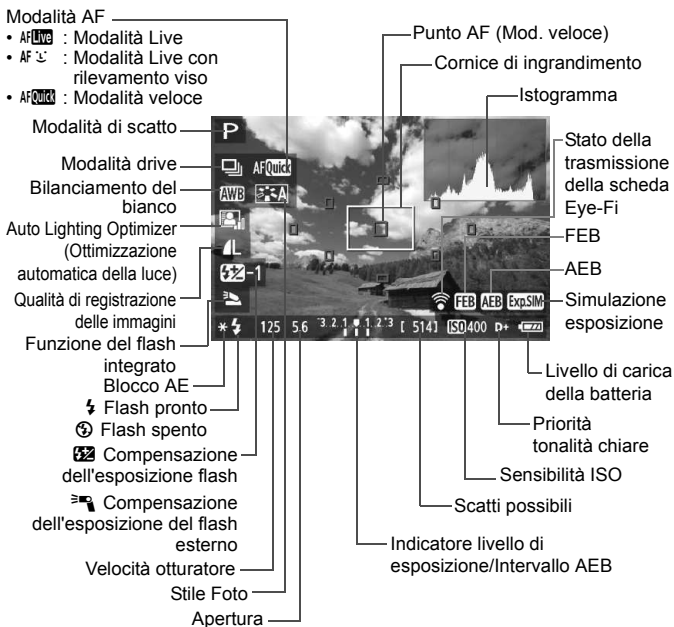 Modalità AF
• AF Live : Modalità Live
• AF : Modalità Live con
rilevamento viso
• AF Quick : Modalità veloce
Modalità di scatto
Modalità drive
Bilanciamento del
bianco
Auto Lighting Optimizer
(Ottimizzazione
automatica della luce)
Qualità di registrazione
delle immagini
Funzione del flash
integrato
Blocco AE
Flash pronto
Flash spento
Compensazione
dell'esposizione flash
Compensazione
dell'esposizione del flash
esterno
Velocità otturatore
Stile Foto
Apertura
Punto AF (Mod. veloce)
Cornice di ingrandimento
Istogramma
Stato della
trasmissione
della scheda
Eye-Fi
FEB
AEB
Simulazione
esposizione
Livello di carica
della batteria
Priorità
tonalità chiare
Sensibilità ISO
Scatti possibili
Indicatore livello di
esposizione/Intervallo AEB
P
AF Quick
AWB A
L
-1
FEB AEB Exp.SIM
* 125 5.6 -3..2..1..0..1..2..+3 [ 514] ISO 400 D+